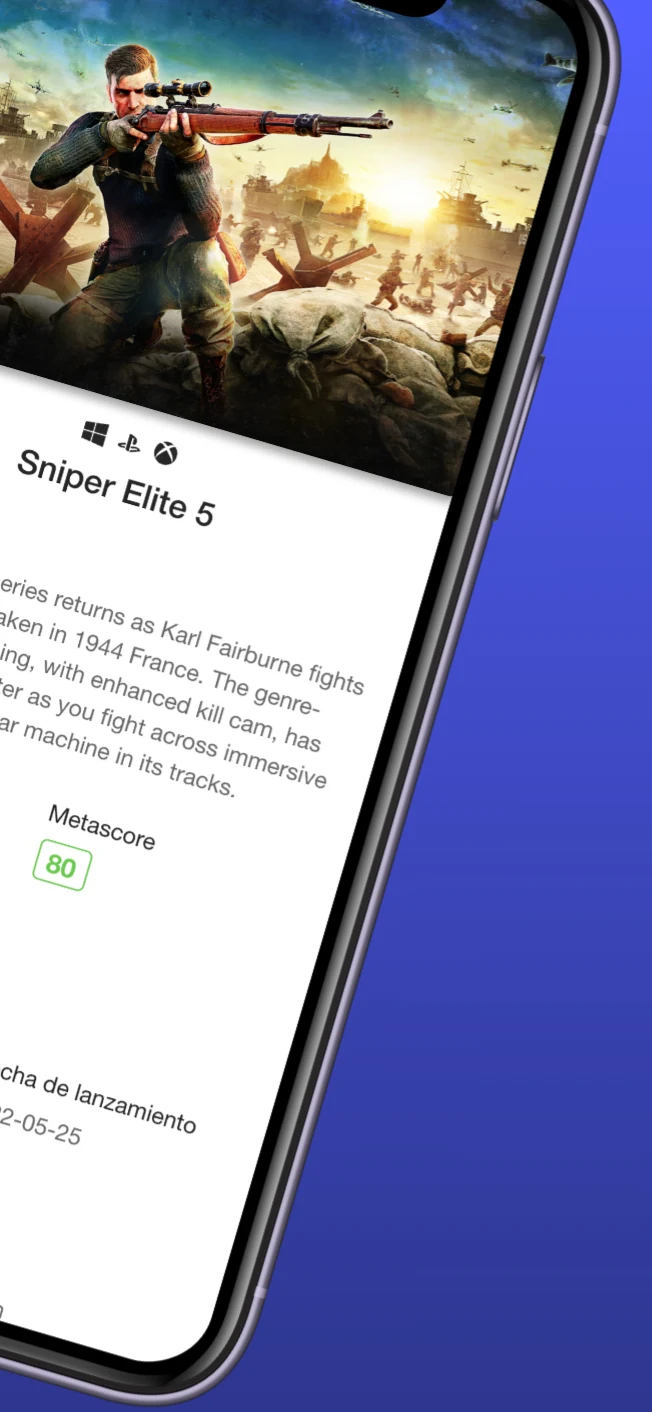 Sniper Elite 5
eries returns as Karl Fairburne fights
aken in 1944 France. The genre-
ing, with enhanced kill cam, has
ter as you fight across immersive
ar machine in its tracks.
Metascore
80
cha de lanzamiento
2-05-25